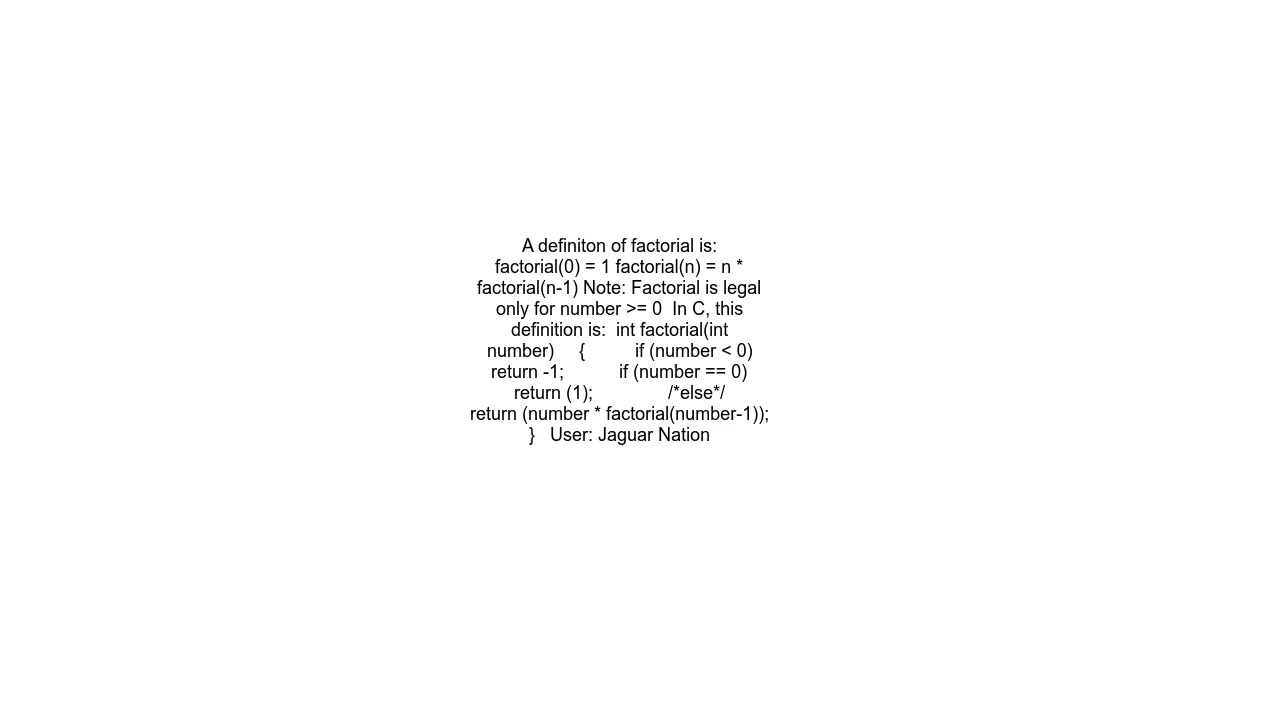 A definiton of factorial is:
factorial(0) = 1 factorial(n) = n *
factorial(n-1) Note: Factorial is legal
only for number >= 0  In C, this
definition is:  int factorial(int
number)     {          if (number < 0)
return -1;           if (number == 0)
return (1);               /*else*/
return (number * factorial(number-1));
}   User: Jaguar Nation